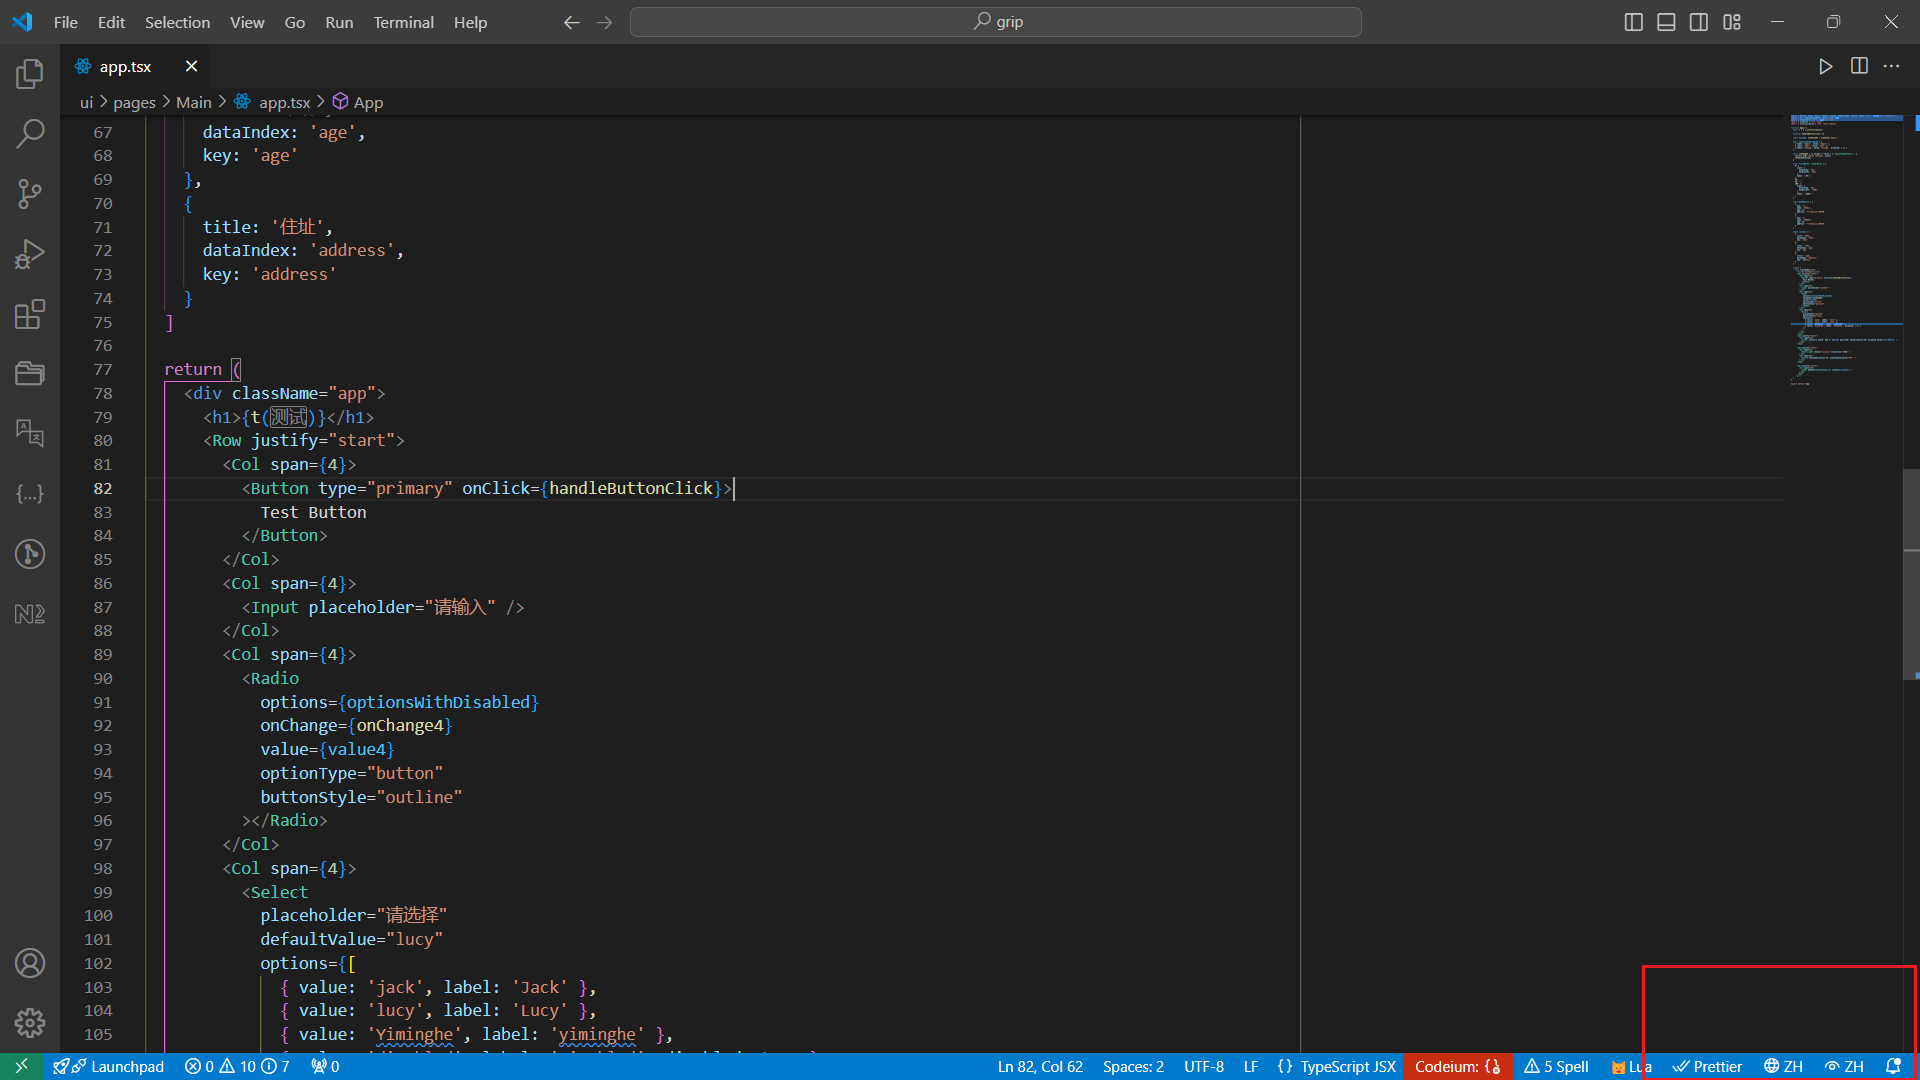 File Edit Selection View Go Run Terminal Help
grip
app.tsx
ui > pages > Main > app.tsx > App
67 dataIndex: 'age',
68 key: 'age'
69 },
70 {
71 title: '住址',
72 dataIndex: 'address',
73 key: 'address'
74 }
75 ]
76
77 return (
78 <div className="app">
79 <h1>{t(测试)}</h1>
80 <Row justify="start">
81 <Col span={4}>
82 <Button type="primary" onClick={handleButtonClick}>
83 Test Button
84 </Button>
85 </Col>
86 <Col span={4}>
87 <Input placeholder="请输入" />
88 </Col>
89 <Col span={4}>
90 <Radio
91 options={optionsWithDisabled}
92 onChange={onChange4}
93 value={value4}
94 optionType="button"
95 buttonStyle="outline"
96 ></Radio>
97 </Col>
98 <Col span={4}>
99 <Select
100 placeholder="请选择"
101 defaultValue="lucy"
102 options={[
103 { value: 'jack', label: 'Jack' },
104 { value: 'lucy', label: 'Lucy' },
105 { value: 'Yiminghe', label: 'yiminghe' },
Launchpad 0 10 7 0 Ln 82, Col 62 Spaces: 2 UTF-8 LF {} TypeScript JSX Codeium: {} 5 Spell Lua Prettier ZH ZH